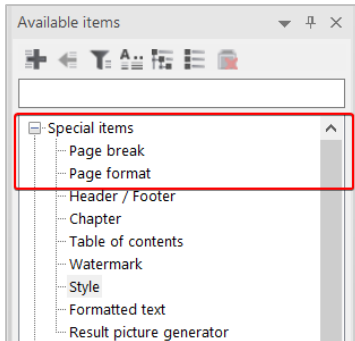 Available items
Special items
Page break
Page format
Header / Footer
Chapter
Table of contents
Watermark
Style
Formatted text
Result picture generator